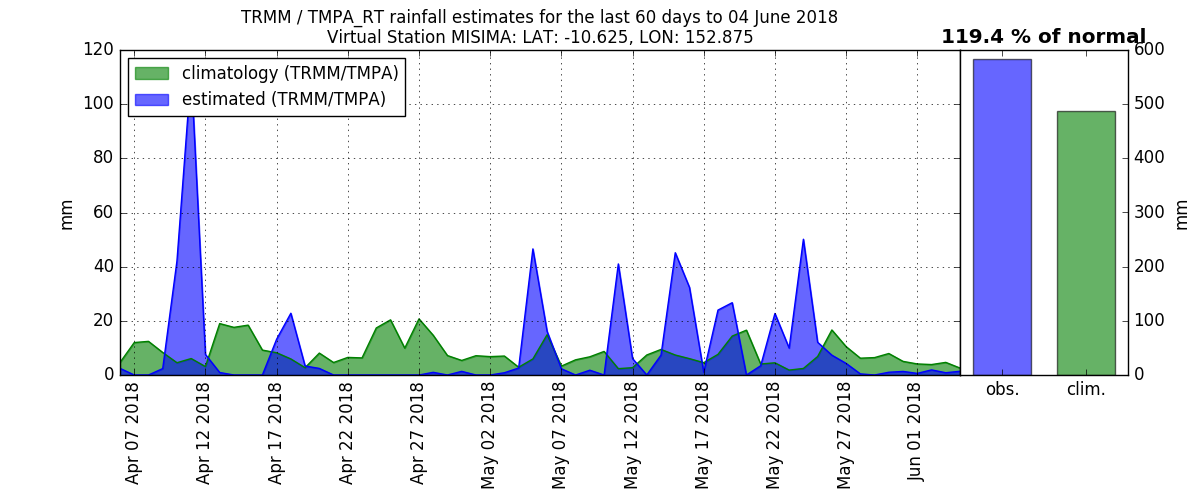 TRMM / TMPA_RT rainfall estimates for the last 60 days to 04 June 2018
Virtual Station MISIMA: LAT: -10.625, LON: 152.875
119.4 % of normal
climatology (TRMM/TMPA)
estimated (TRMM/TMPA)
120
100
80
60
40
20
0
mm
Apr 07 2018
Apr 12 2018
Apr 17 2018
Apr 22 2018
Apr 27 2018
May 02 2018
May 07 2018
May 12 2018
May 17 2018
May 22 2018
May 27 2018
Jun 01 2018
obs.
clim.
600
500
400
300
200
100
0
mm